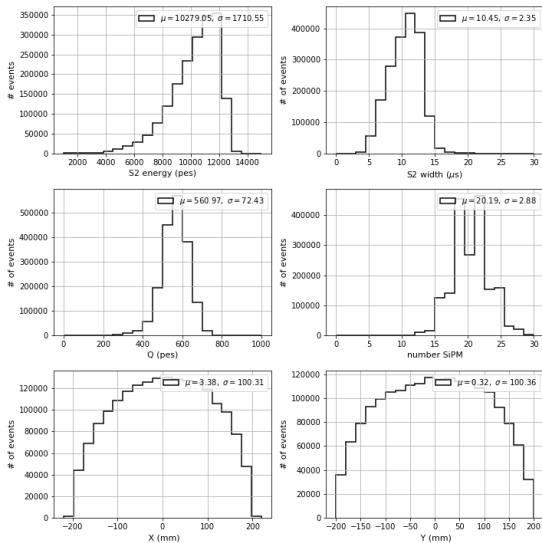 350000
300000
250000
200000
150000
100000
50000
0
# of events
μ = 10279.05, σ = 1710.55
2000 4000 6000 8000 10000 12000 14000
S2 energy (pes)
400000
300000
200000
100000
0
# of events
μ = 10.45, σ = 2.35
0 5 10 15 20 25 30
S2 width (μs)
500000
400000
300000
200000
100000
0
# of events
μ = 560.97, σ = 72.43
0 200 400 600 800 1000
Q (pes)
400000
300000
200000
100000
0
# of events
μ = 20.19, σ = 2.88
0 5 10 15 20 25 30
number SiPM
120000
100000
80000
60000
40000
20000
0
# of events
μ = 3.38, σ = 100.31
−200 −100 0 100 200
X (mm)
120000
100000
80000
60000
40000
20000
0
# of events
μ = 0.32, σ = 100.36
−200 −150 −100 −50 0 50 100 150 200
Y (mm)